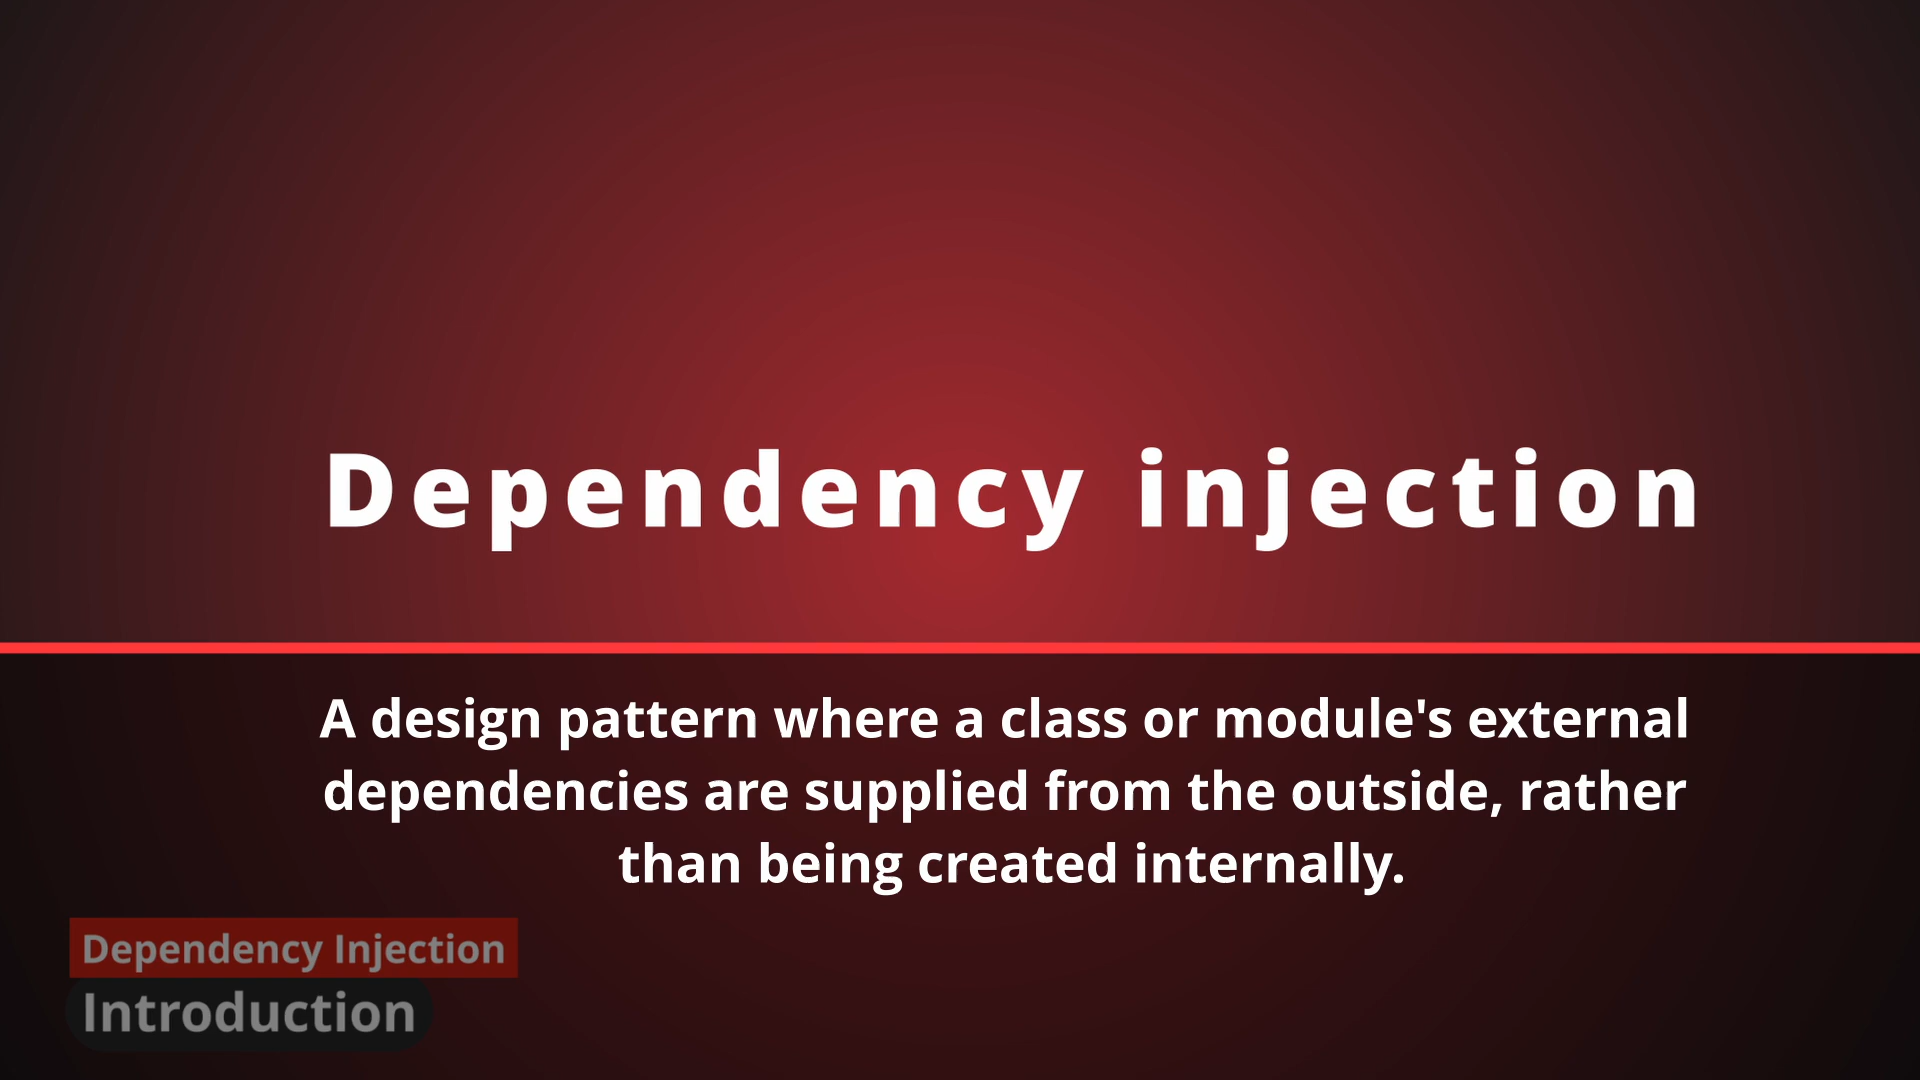 Dependency injection
A design pattern where a class or module's external
dependencies are supplied from the outside, rather
than being created internally.
Dependency Injection
Introduction